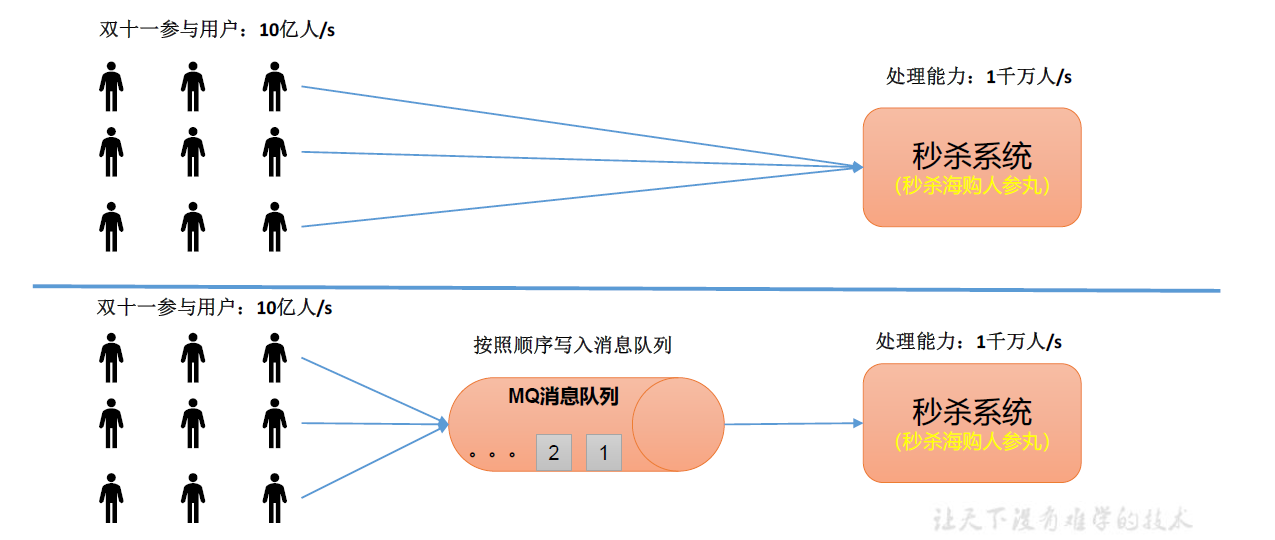 双十一参与用户：10亿人/s
处理能力：1千万人/s
秒杀系统
（秒杀海购人参丸）
双十一参与用户：10亿人/s
按照顺序写入消息队列
处理能力：1千万人/s
MQ消息队列
。。。 2 1
秒杀系统
（秒杀海购人参丸）
让天下没有难学的技术